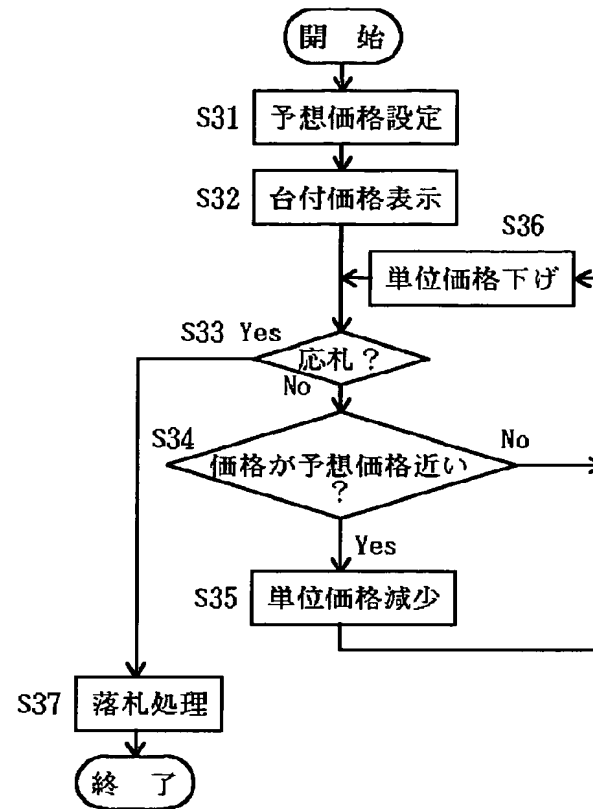 開 始
S31 予想価格設定
S32 台付価格表示
S36
単位価格下げ
S33 Yes
応札?
No
S34
No
価格が予想価格近い
?
Yes
S35 単位価格減少
S37 落札処理
終 了